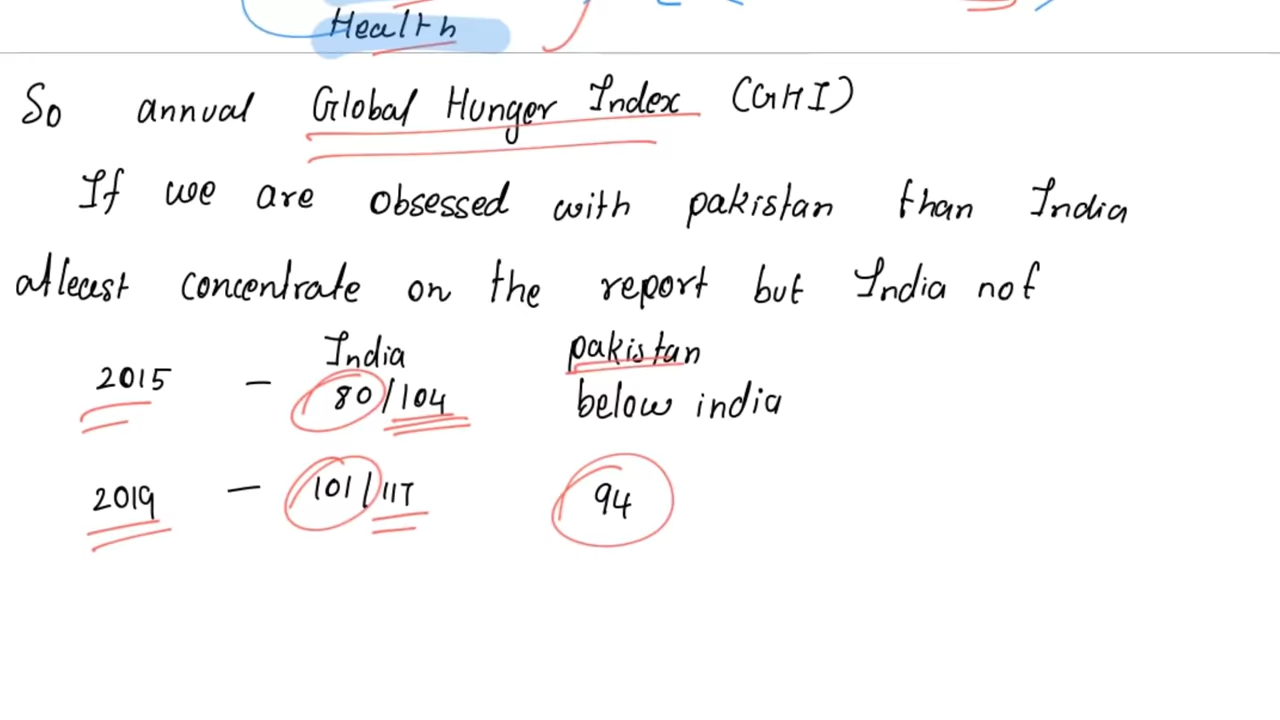 Health
So annual Global Hunger Index (GHI)
If we are obsessed with pakistan than India
atleast concentrate on the report but India not
India pakistan
2015 - 80/104 below india
2019 - 101/117 94